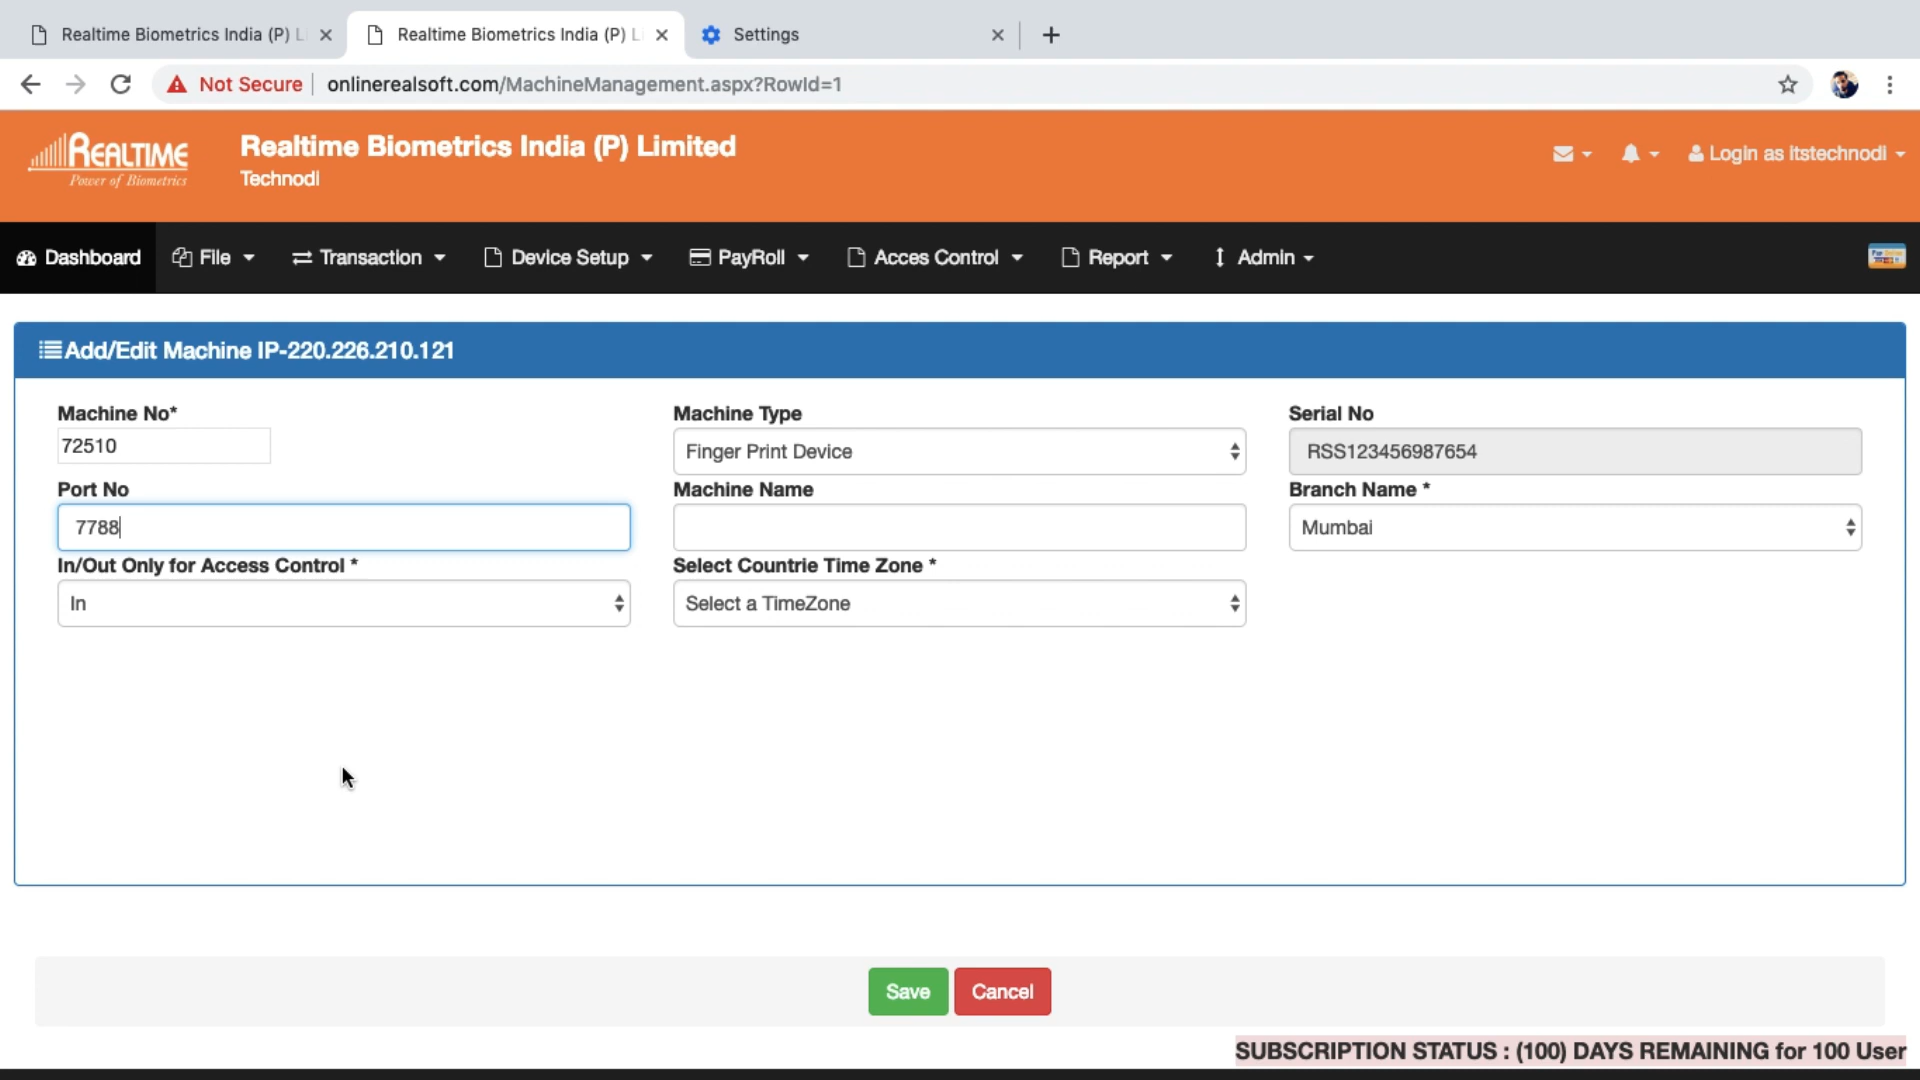 Realtime Biometrics India (P) L
Realtime Biometrics India (P) L
Settings
Not Secure
onlinerealsoft.com/MachineManagement.aspx?RowId=1
REALTIME
Power of Biometrics
Realtime Biometrics India (P) Limited
Technodi
Login as itstechnodi
Dashboard
File
Transaction
Device Setup
PayRoll
Acces Control
Report
Admin
Add/Edit Machine IP-220.226.210.121
Machine No*
Machine Type
Serial No
72510
Finger Print Device
RSS123456987654
Port No
Machine Name
Branch Name *
7788
Mumbai
In/Out Only for Access Control *
Select Countrie Time Zone *
In
Select a TimeZone
Save
Cancel
SUBSCRIPTION STATUS : (100) DAYS REMAINING for 100 User